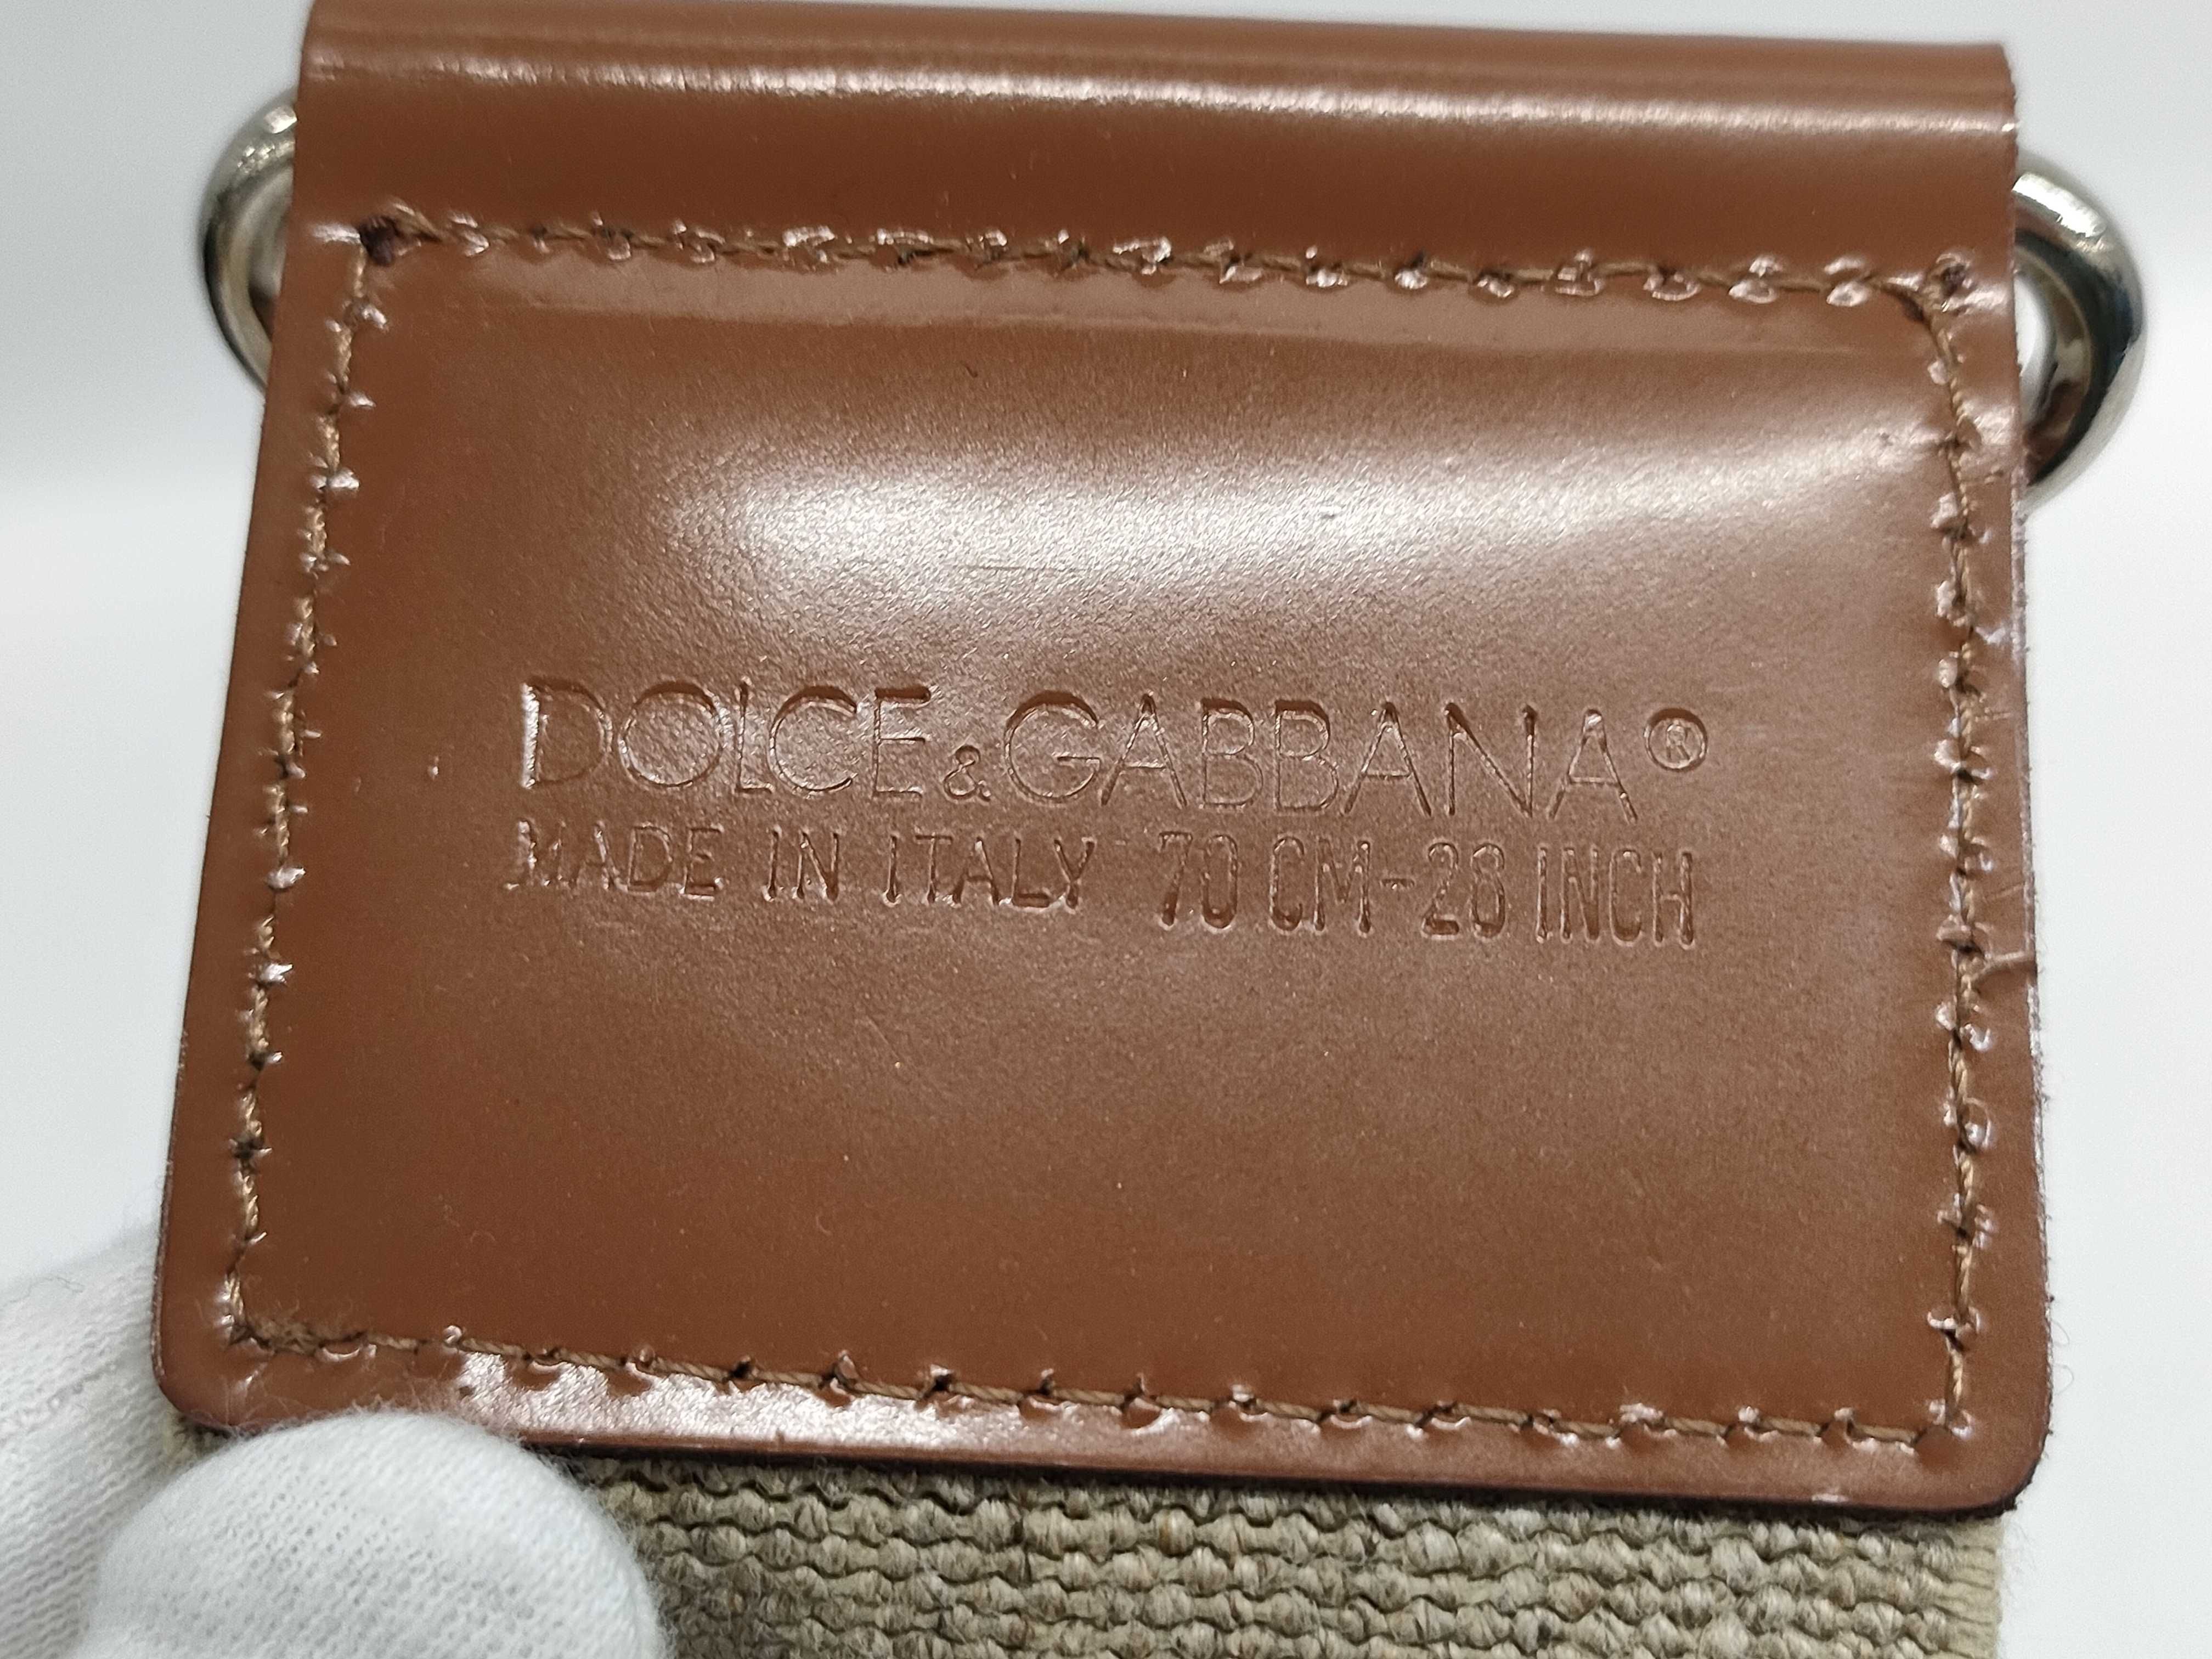 DOLCE&GABBANA®
MADE IN ITALY 70 CM-28 INCH